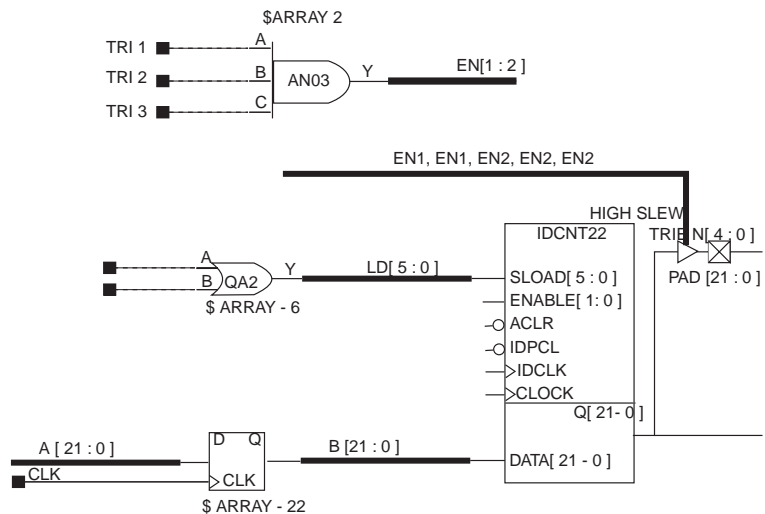 $ARRAY 2
TRI 1
A
TRI 2
B
AN03
Y
EN[1 : 2 ]
TRI 3
C
EN1, EN1, EN2, EN2, EN2
HIGH SLEW
IDCNT22
TRIEN[ 4 : 0 ]
A
B
QA2
Y
LD[ 5 : 0 ]
$ ARRAY - 6
SLOAD[ 5 : 0 ]
ENABLE[ 1: 0 ]
ACLR
IDPCL
IDCLK
CLOCK
PAD [21 : 0 ]
Q[ 21- 0 ]
A [ 21 : 0 ]
D Q
B [21 : 0 ]
DATA[ 21 - 0 ]
CLK
CLK
$ ARRAY - 22